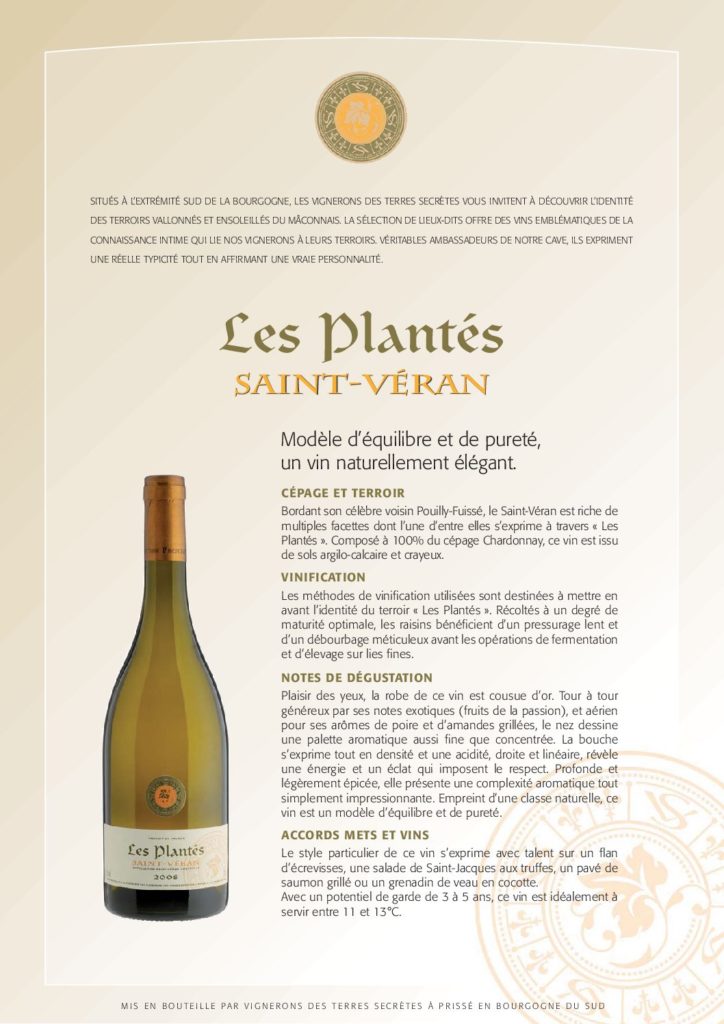 SITUÉS À L'EXTRÉMITÉ SUD DE LA BOURGOGNE, LES VIGNERONS DES TERRES SECRÈTES VOUS INVITENT À DÉCOUVRIR L'IDENTITÉ
DES TERROIRS VALLONNÉS ET ENSOLEILLÉS DU MÂCONNAIS. LA SÉLECTION DE LIEUX-DITS OFFRE DES VINS EMBLÉMATIQUES DE LA
CONNAISSANCE INTIME QUI LIE NOS VIGNERONS À LEURS TERROIRS. VÉRITABLES AMBASSADEURS DE NOTRE CAVE, ILS EXPRIMENT
UNE RÉELLE TYPICITÉ TOUT EN AFFIRMANT UNE VRAIE PERSONNALITÉ.
Les Plantés
SAINT-VÉRAN
Modèle d'équilibre et de pureté,
un vin naturellement élégant.
CÉPAGE ET TERROIR
Bordant son célèbre voisin Pouilly-Fuissé, le Saint-Véran est riche de
multiples facettes dont l'une d'entre elles s'exprime à travers « Les
Plantés ». Composé à 100% du cépage Chardonnay, ce vin est issu
de sols argilo-calcaire et crayeux.
VINIFICATION
Les méthodes de vinification utilisées sont destinées à mettre en
avant l'identité du terroir « Les Plantés ». Récoltés à un degré de
maturité optimale, les raisins bénéficient d'un pressurage lent et
d'un débourbage méticuleux avant les opérations de fermentation
et d'élevage sur lies fines.
NOTES DE DÉGUSTATION
Plaisir des yeux, la robe de ce vin est cousue d'or. Tour à tour
généreux par ses notes exotiques (fruits de la passion), et aérien
pour ses arômes de poire et d'amandes grillées, le nez dessine
une palette aromatique aussi fine que concentrée. La bouche
s'exprime tout en densité et une acidité, droite et linéaire, révèle
une énergie et un éclat qui imposent le respect. Profonde et
légèrement épicée, elle présente une complexité aromatique tout
simplement impressionnante. Empreint d'une classe naturelle, ce
vin est un modèle d'équilibre et de pureté.
ACCORDS METS ET VINS
Le style particulier de ce vin s'exprime avec talent sur un flan
d'écrevisses, une salade de Saint-Jacques aux truffes, un pavé de
saumon grillé ou un grenadin de veau en cocotte.
Avec un potentiel de garde de 3 à 5 ans, ce vin est idéalement à
servir entre 11 et 13°C.
Les Plantés
SAINT-VÉRAN
2006
MIS EN BOUTEILLE PAR VIGNERONS DES TERRES SECRÈTES À PRISSÉ EN BOURGOGNE DU SUD